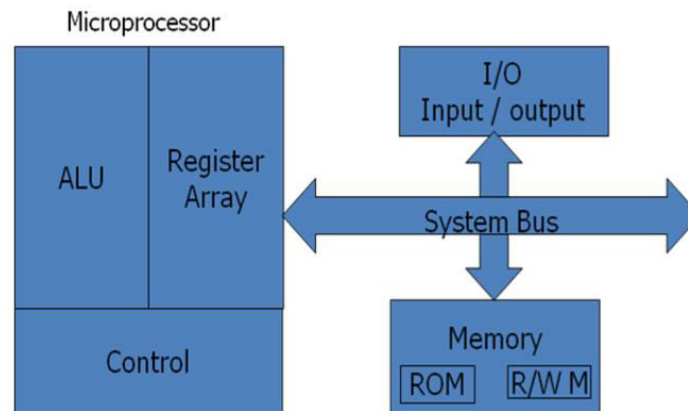 Microprocessor
ALU
Register
Array
Control
I/O
Input / output
System Bus
Memory
ROM
R/W M